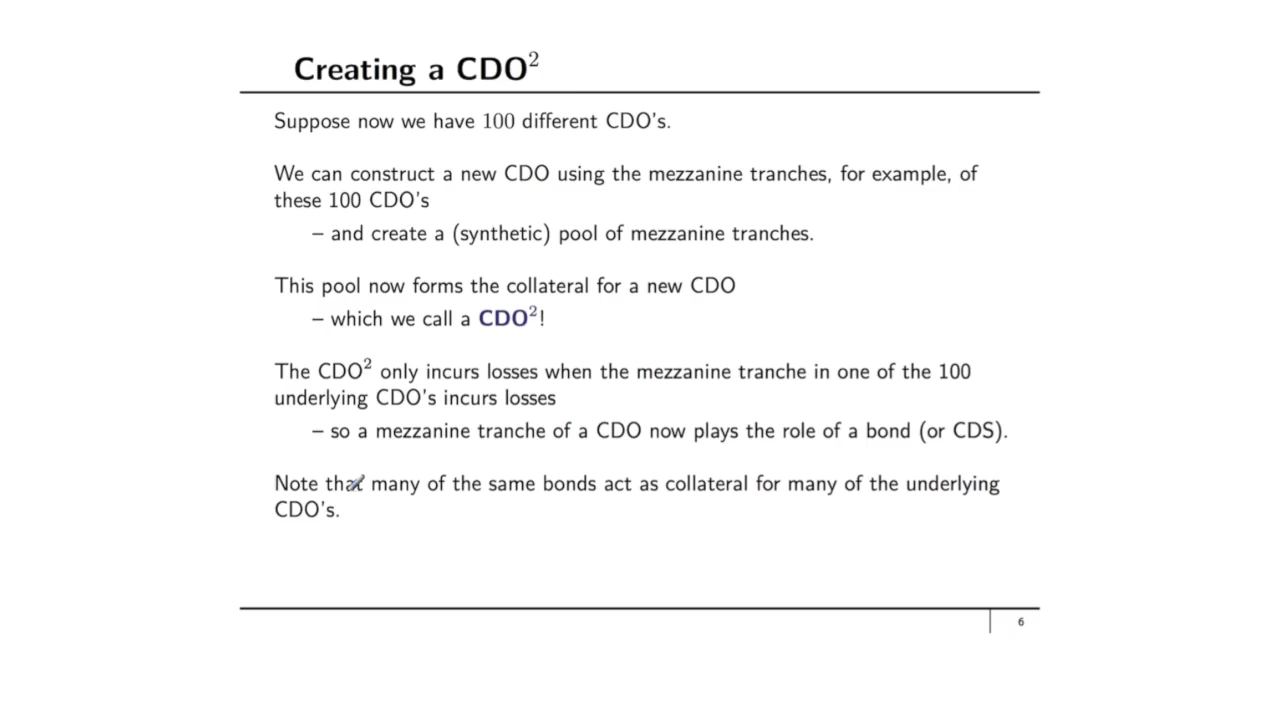 Creating a CDO²
Suppose now we have 100 different CDO's.
We can construct a new CDO using the mezzanine tranches, for example, of
these 100 CDO's
– and create a (synthetic) pool of mezzanine tranches.
This pool now forms the collateral for a new CDO
– which we call a CDO²!
The CDO² only incurs losses when the mezzanine tranche in one of the 100
underlying CDO's incurs losses
– so a mezzanine tranche of a CDO now plays the role of a bond (or CDS).
Note that many of the same bonds act as collateral for many of the underlying
CDO's.
6